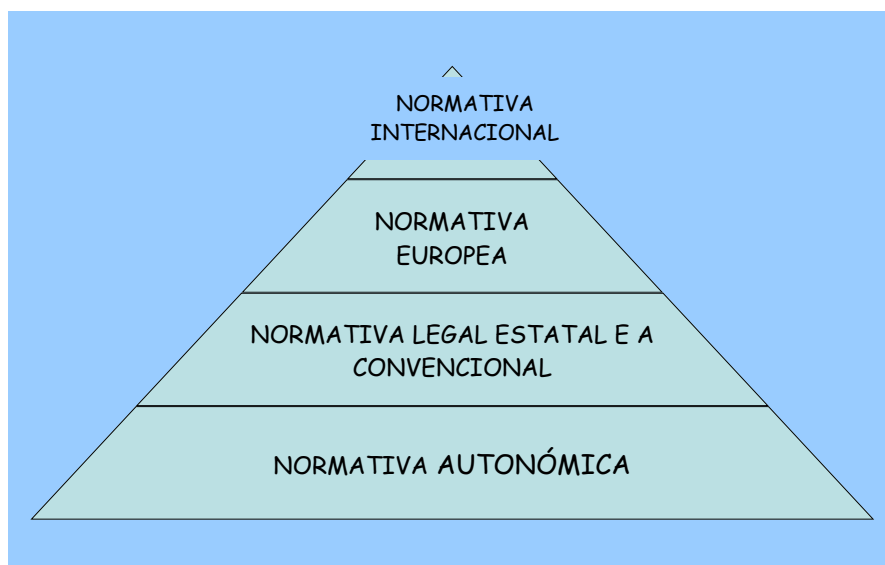 NORMATIVA
INTERNACIONAL
NORMATIVA
EUROPEA
NORMATIVA LEGAL ESTATAL E A
CONVENCIONAL
NORMATIVA AUTONÓMICA